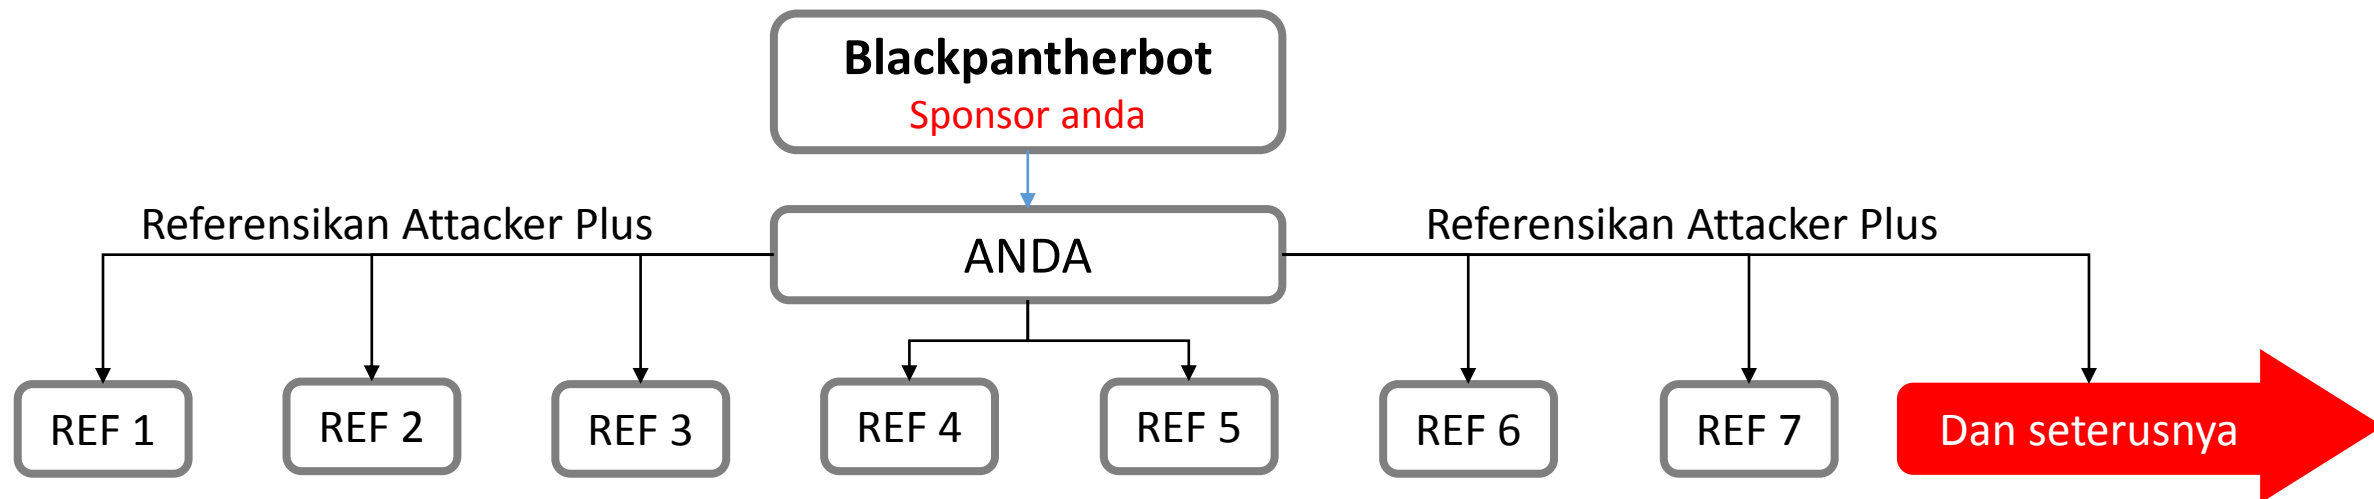 Blackpantherbot
Sponsor anda
Referensikan Attacker Plus
ANDA
Referensikan Attacker Plus
REF 1
REF 2
REF 3
REF 4
REF 5
REF 6
REF 7
Dan seterusnya